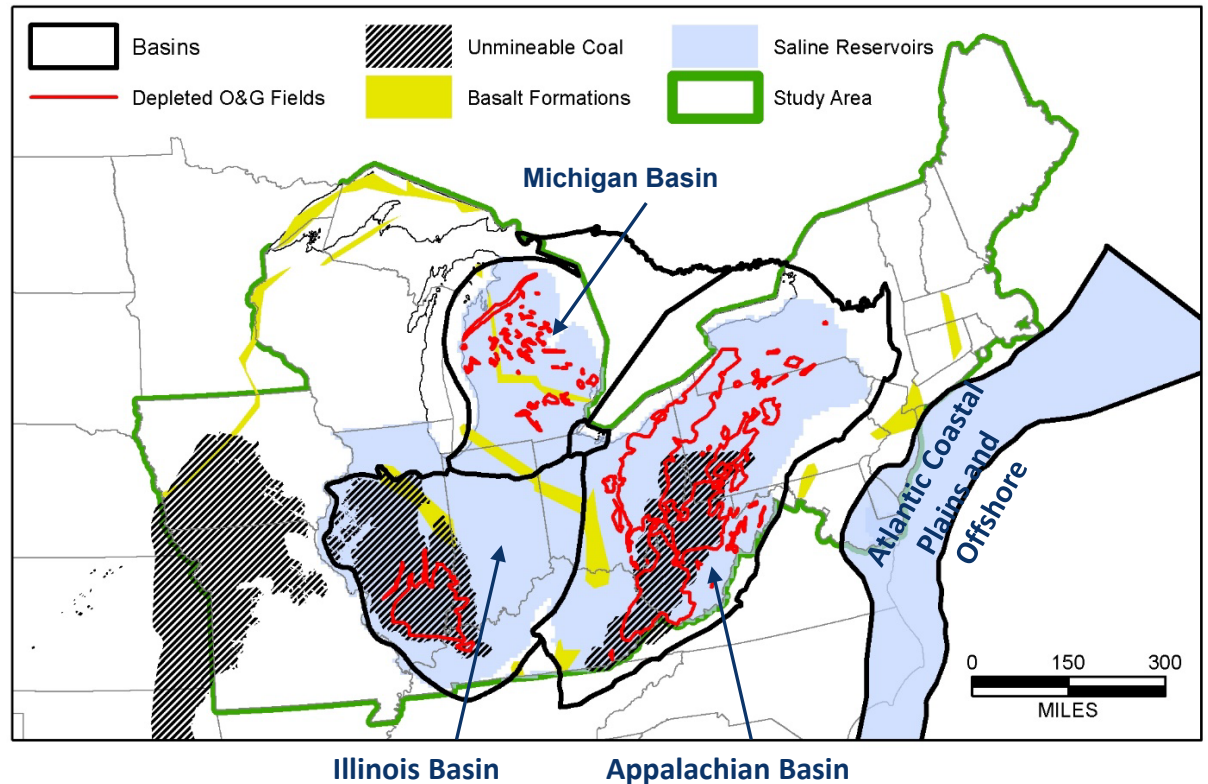 Basins
Unmineable Coal
Saline Reservoirs
Depleted O&G Fields
Basalt Formations
Study Area
Michigan Basin
Atlantic Coastal
Plains and
Offshore
0 150 300
MILES
Illinois Basin
Appalachian Basin